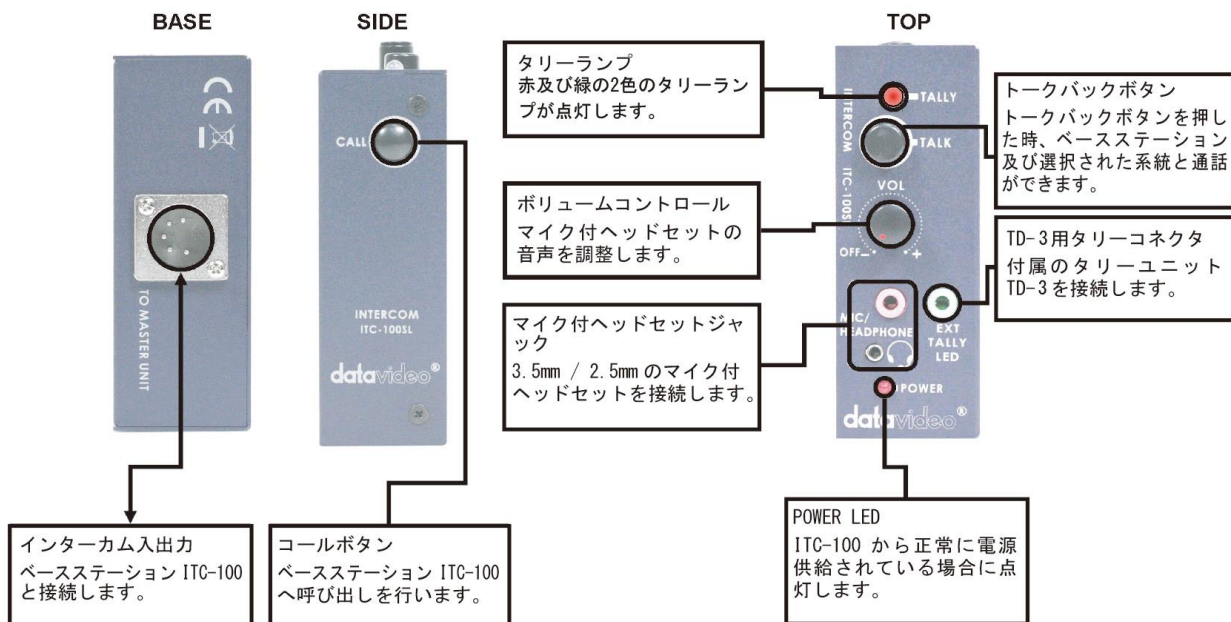 BASE
SIDE
TOP
タリーランプ
赤及び緑の2色のタリーラン
プが点灯します。
ボリュームコントロール
マイク付ヘッドセットの
音声を調整します。
マイク付ヘッドセットジャ
ック
3.5mm / 2.5mmのマイク付
ヘッドセットを接続します。
トークバックボタン
トークバックボタンを押し
た時、ベースステーション
及び選択された系統と通話
ができます。
TD-3用タリーコネクタ
付属のタリーユニット
TD-3を接続します。
インターカム入出力
ベースステーション ITC-100
と接続します。
コールボタン
ベースステーション ITC-100
へ呼び出しを行います。
POWER LED
ITC-100 から正常に電源
供給されている場合に点
灯します。
CE
TO MASTER UNIT
CALL
INTERCOM
ITC-100SL
datavideo®
TALLY
TALK
INTERCOM
VOL
OFF
-
+
MIC/
HEADPHONE
EXT
TALLY
LED
POWER
datavideo®